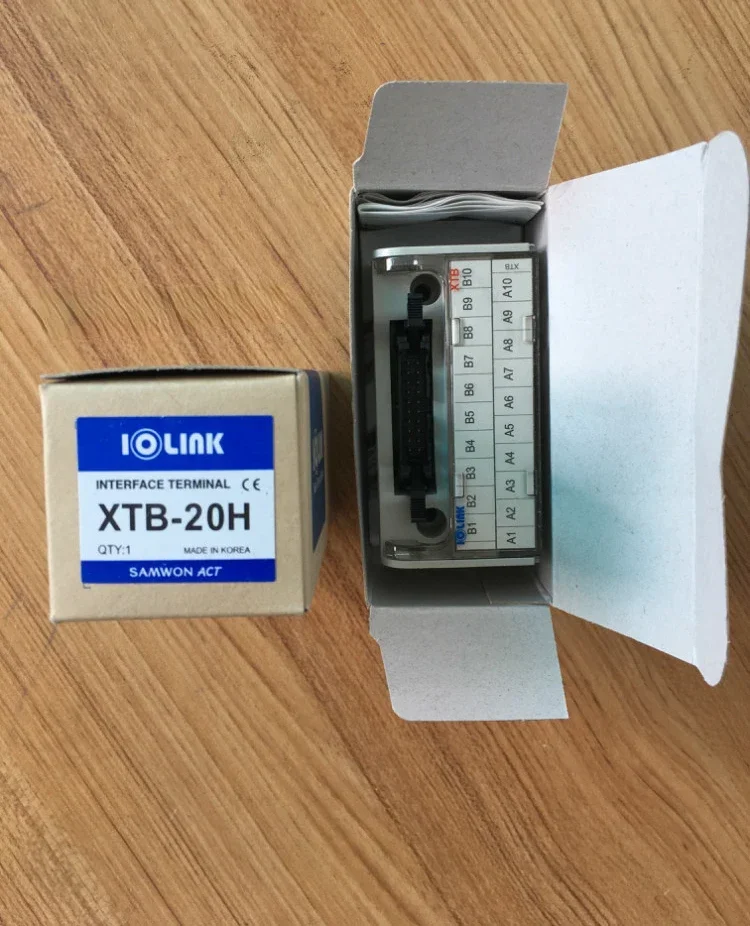 IOLINK
INTERFACE TERMINAL CE
XTB-20H
QTY:1 MADE IN KOREA
SAMWON ACT
XTB
B10
B9
B8
B7
B6
B5
B4
B3
B2
B1
IOLINK
XTB
A10
A9
A8
A7
A6
A5
A4
A3
A2
A1